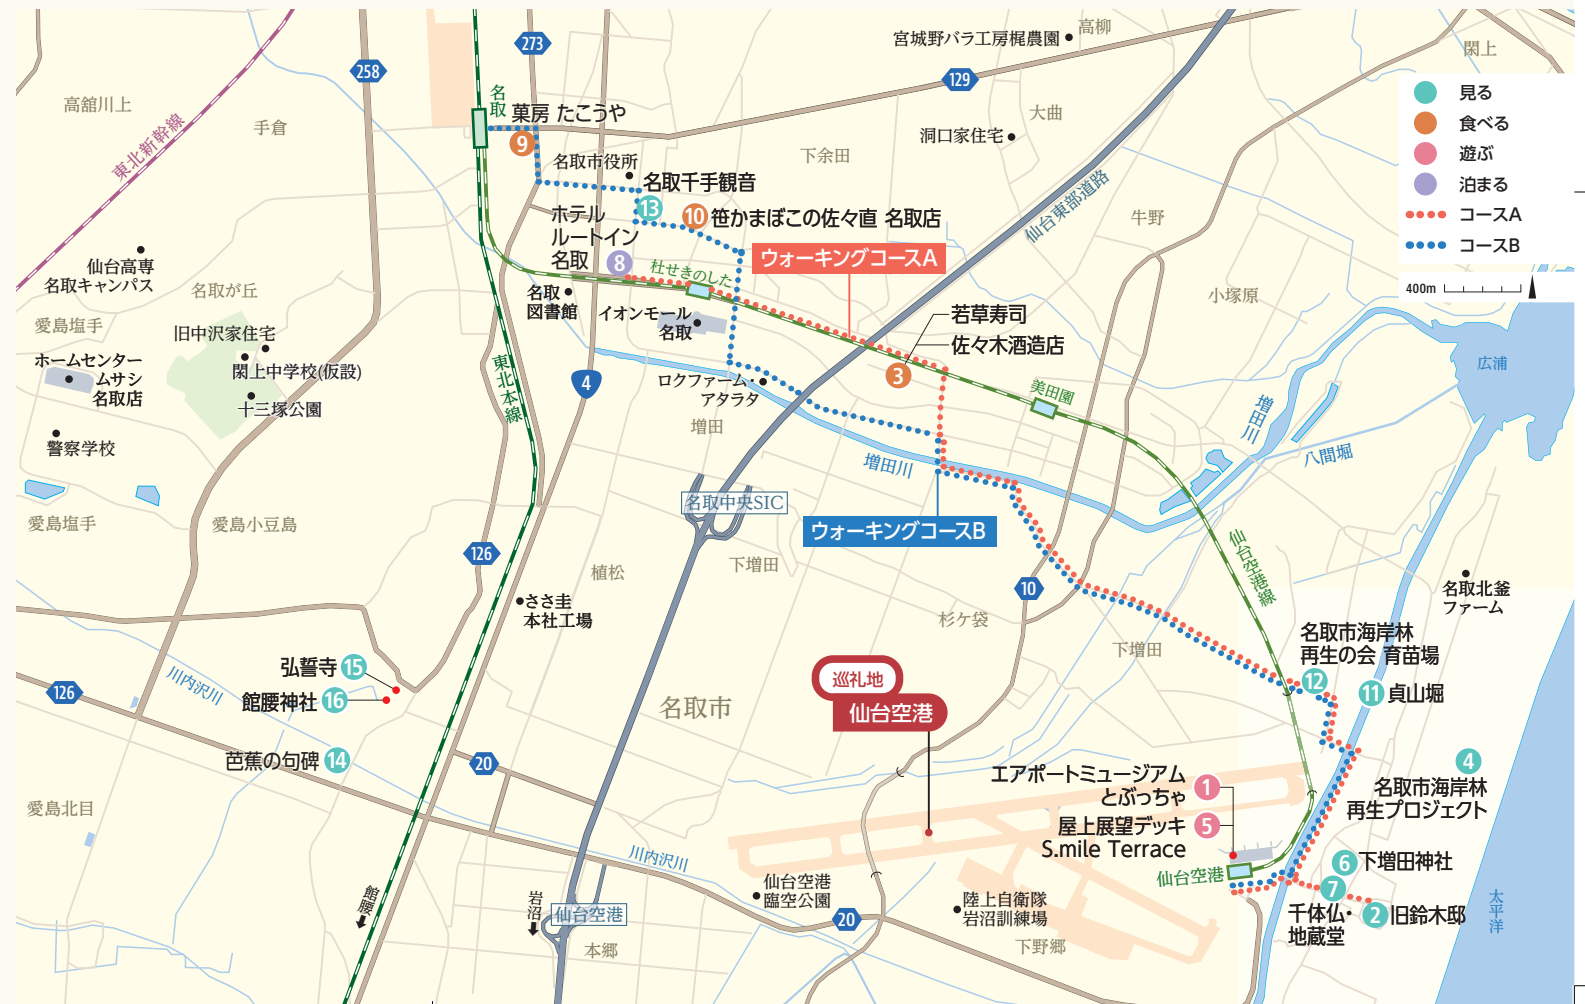 273
宮城野バラ工房梶農園
高柳
閖上
258
129
見る
食べる
遊ぶ
泊まる
コースA
コースB
400m
高舘川上
手倉
東北新幹線
名取
菓房 たこうや
9
大曲
洞口家住宅
下余田
名取市役所
名取千手観音
13
10
笹かまぼこの佐々直 名取店
ホテル
ルートイン
名取
8
杜せきのした
ウォーキングコースA
仙台東部道路
牛野
小塚原
仙台高専
名取キャンパス
名取が丘
愛島塩手
旧中沢家住宅
閖上中学校(仮設)
十三塚公園
ホームセンター
ムサシ
名取店
警察学校
名取
図書館
イオンモール
名取
若草寿司
佐々木酒造店
3
美田園
広浦
東北本線
4
ロクファーム・
アタラタ
増田
増田川
増田川
八間堀
名取中央SIC
ウォーキングコースB
愛島塩手
愛島小豆島
126
植松
下増田
10
仙台空港線
名取北釜
ファーム
ささ圭
本社工場
杉ケ袋
下増田
名取市海岸林
再生の会 育苗場
12
11
貞山堀
弘誓寺
15
館腰神社
16
126
川内沢川
名取市
巡礼地
仙台空港
芭蕉の句碑
14
20
愛島北目
エアポートミュージアム
とぶっちゃ
1
屋上展望デッキ
S.mile Terrace
5
4
名取市海岸林
再生プロジェクト
6
下増田神社
7
千体仏・
地蔵堂
2
旧鈴木邸
仙台空港
川内沢川
仙台空港
臨空公園
20
陸上自衛隊
岩沼訓練場
下野郷
太平洋
館腰
岩沼
仙台空港
本郷